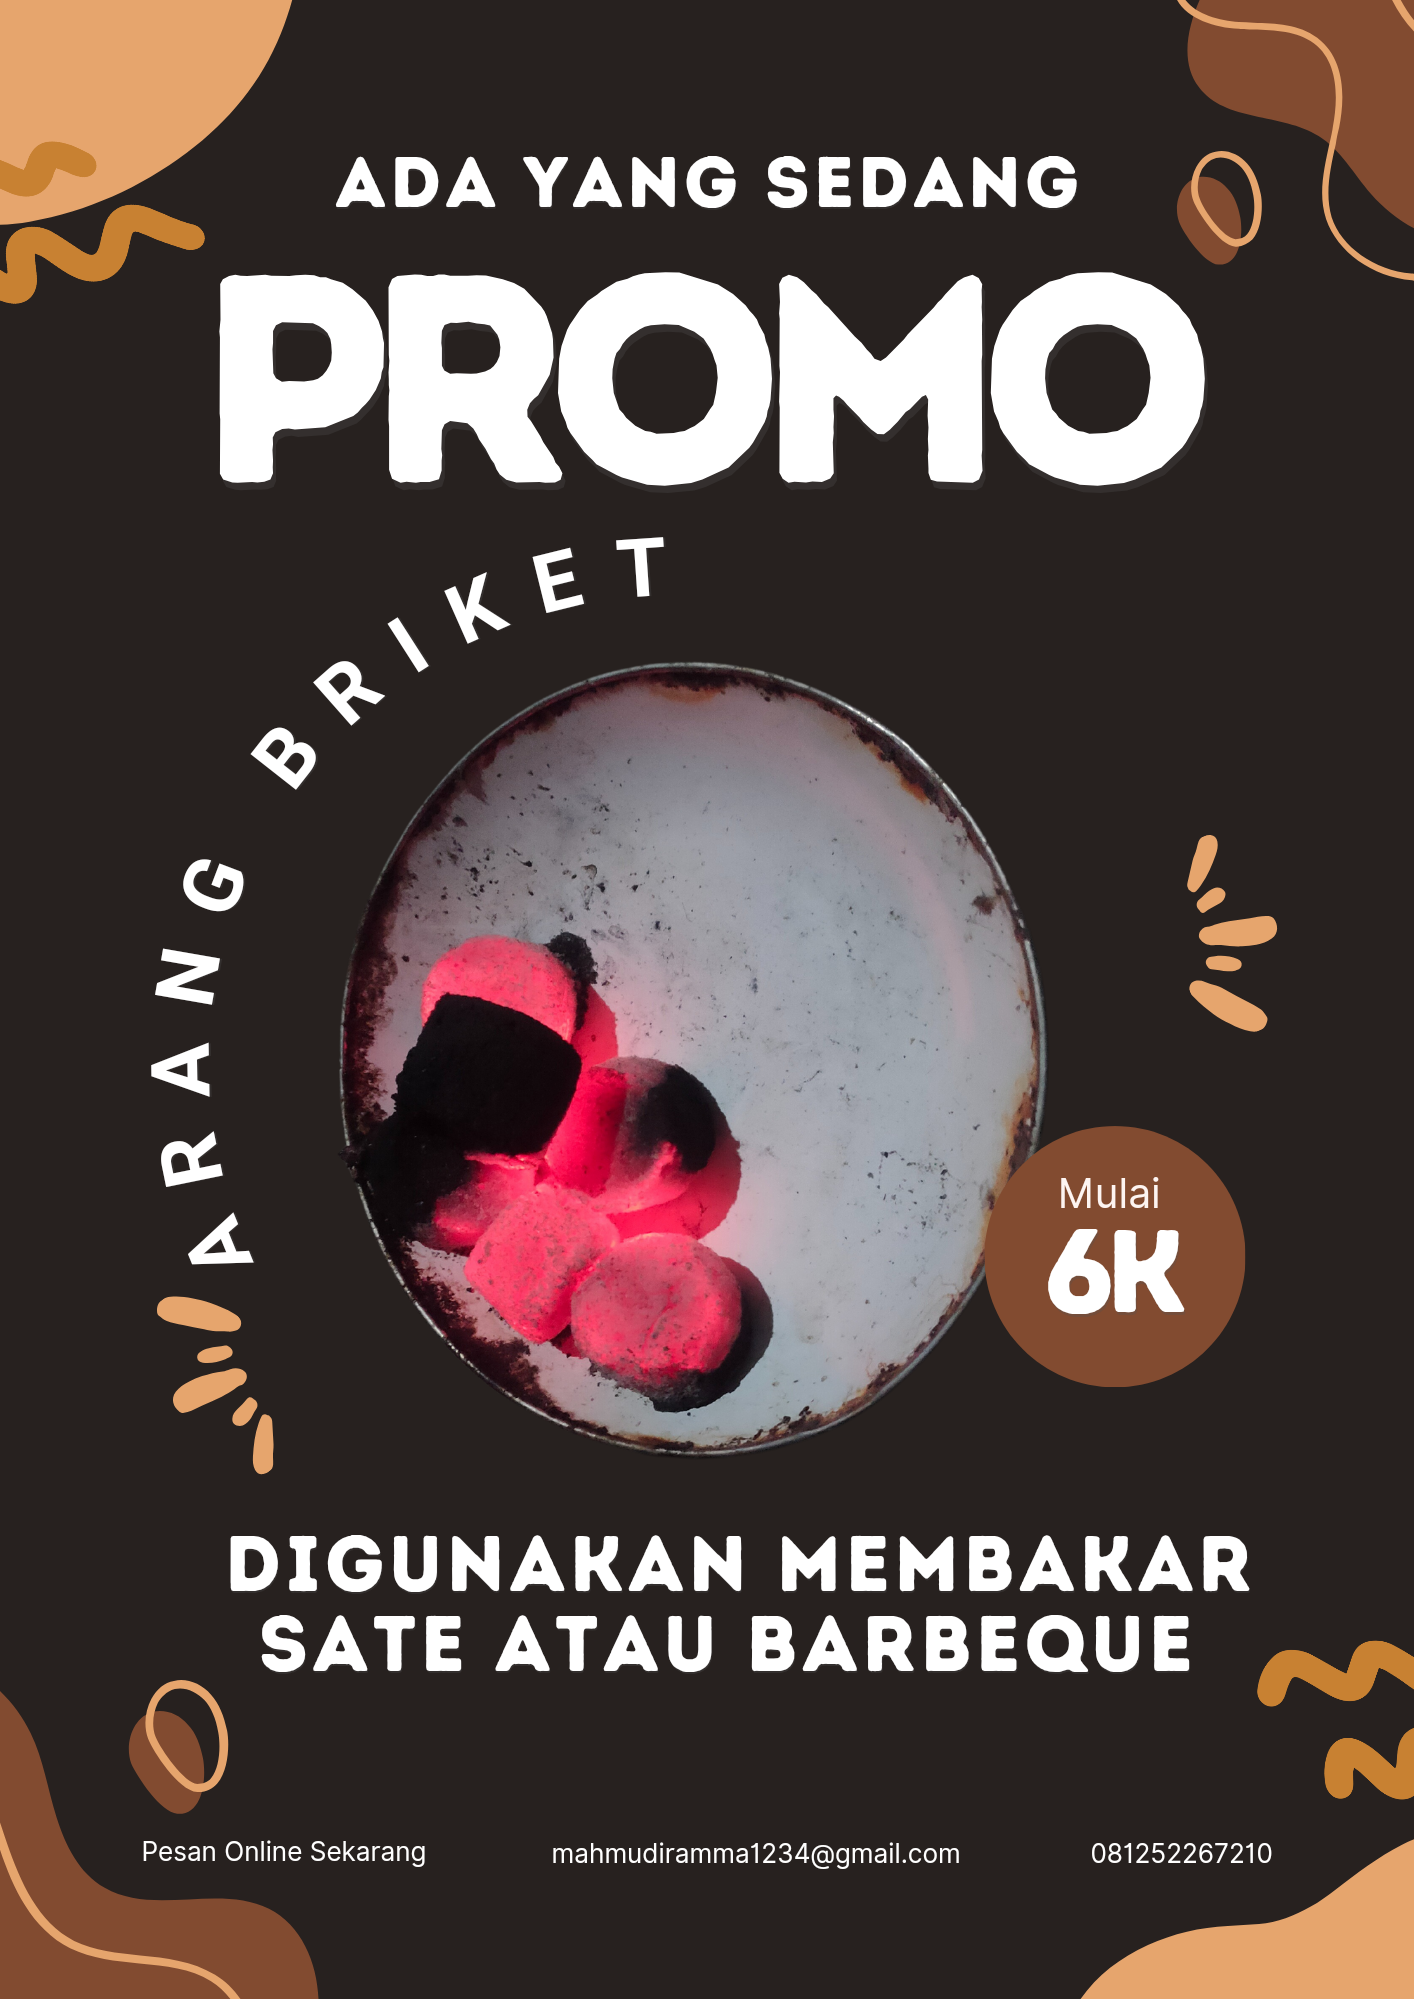 ADA YANG SEDANG
PROMO
ARANG BRIKET
Mulai
6K
DIGUNAKAN MEMBAKAR
SATE ATAU BARBEQUE
Pesan Online Sekarang
mahmudiramma1234@gmail.com
081252267210